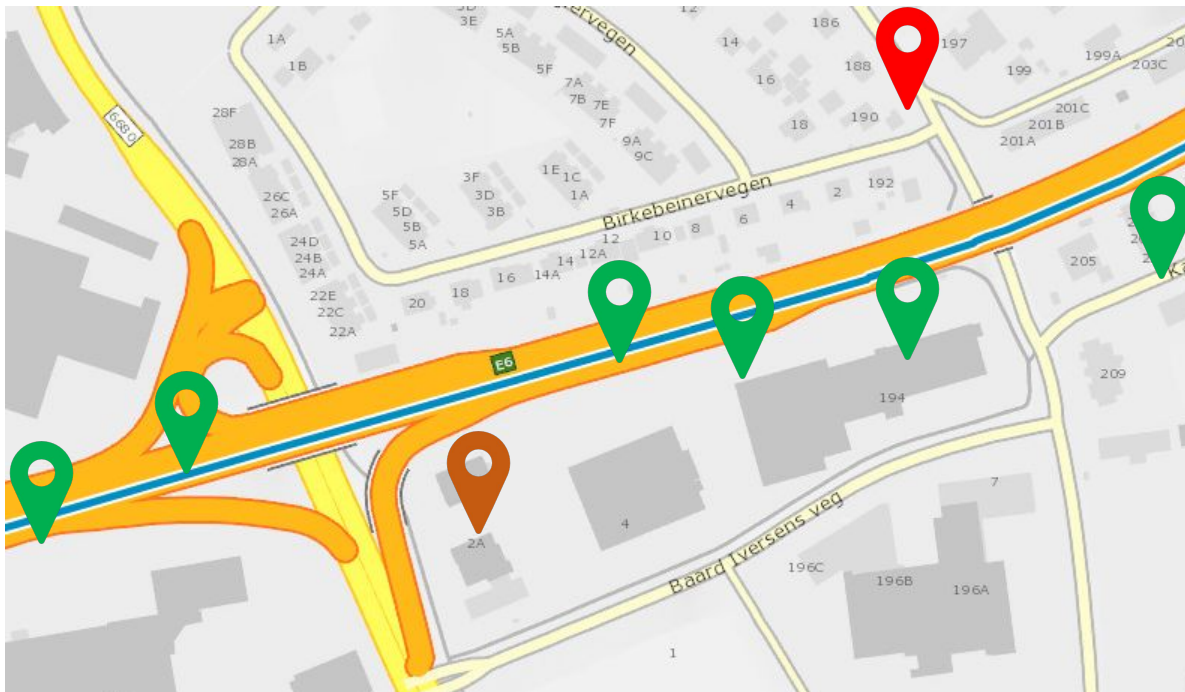 3D
3E
ervegen
12
186
197
20
1A
1B
5A
5B
5F
14
16
188
199
199A
203C
7A
7B
7E
7F
9A
9C
18
190
201C
201B
201A
6680
28F
28B
28A
26C
26A
24D
24B
24A
22E
22C
22A
5F
5D
5B
5A
3F
3D
3B
1E
1C
1A
Birkebeinervegen
192
2
4
6
8
10
12
12A
14
14A
16
18
20
205
Ka
E6
194
209
2A
4
7
Baard Iversens veg
196C
196B
196A
1